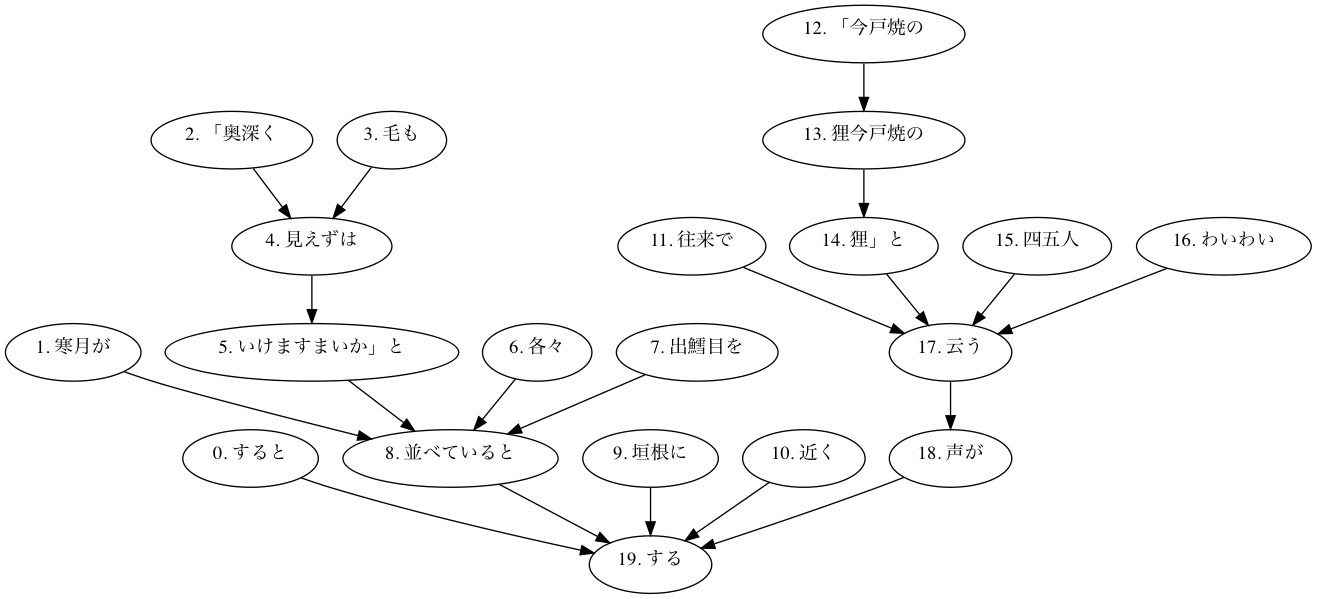 12. 「今戸焼の
2. 「奥深く
3. 毛も
13. 狸今戸焼の
4. 見えずは
11. 往来で
14. 狸」と
15. 四五人
16. わいわい
1. 寒月が
5. いけますまいか」と
6. 各々
7. 出鱈目を
17. 云う
0. すると
8. 並べていると
9. 垣根に
10. 近く
18. 声が
19. する